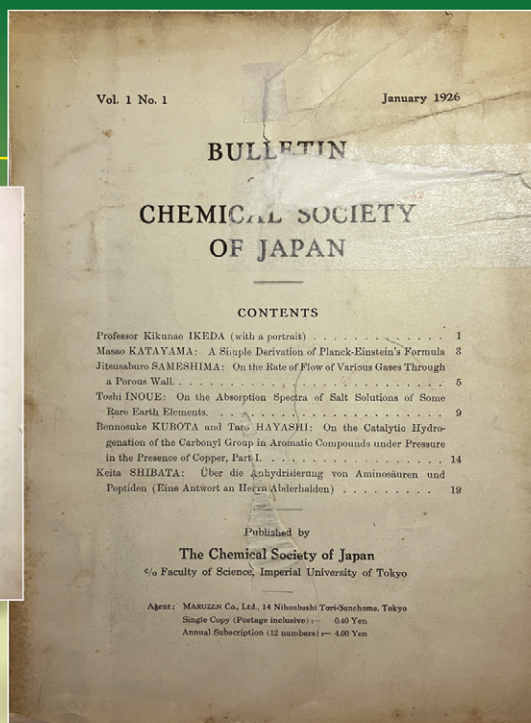 Vol. 1 No. 1
January 1926
BULLETIN
CHEMICAL SOCIETY
OF JAPAN
CONTENTS
Professor Kikunae IKEDA (with a portrait) . . . . . . . . . . . . . . 1
Masao KATAYAMA: A Simple Derivation of Planck-Einstein's Formula 3
Jitsusaburo SAMESHIMA: On the Rate of Flow of Various Gases Through
a Porous Wall. . . . . . . . . . . . . . . . . . . . . . . . . . . . 5
Toshi INOUE: On the Absorption Spectra of Salt Solutions of Some
Rare Earth Elements. . . . . . . . . . . . . . . . . . . . . . . . . 9
Bennosuke KUBOTA and Taro HAYASHI: On the Catalytic Hydro-
genation of the Carbonyl Group in Aromatic Compounds under Pressure
in the Presence of Copper, Part I. . . . . . . . . . . . . . . . . . 14
Keita SHIBATA: Über die Anhydrisierung von Aminosäuren und
Peptiden (Eine Antwort an Herrn Abderhalden) . . . . . . . . . 19
Published by
The Chemical Society of Japan
c/o Faculty of Science, Imperial University of Tokyo
Agent: MARUZEN Co., Ltd., 14 Nihonbashi Tori-Sanchome, Tokyo
Single Copy (Postage inclusive) :— 0.40 Yen
Annual Subscription (12 numbers) :— 4.00 Yen